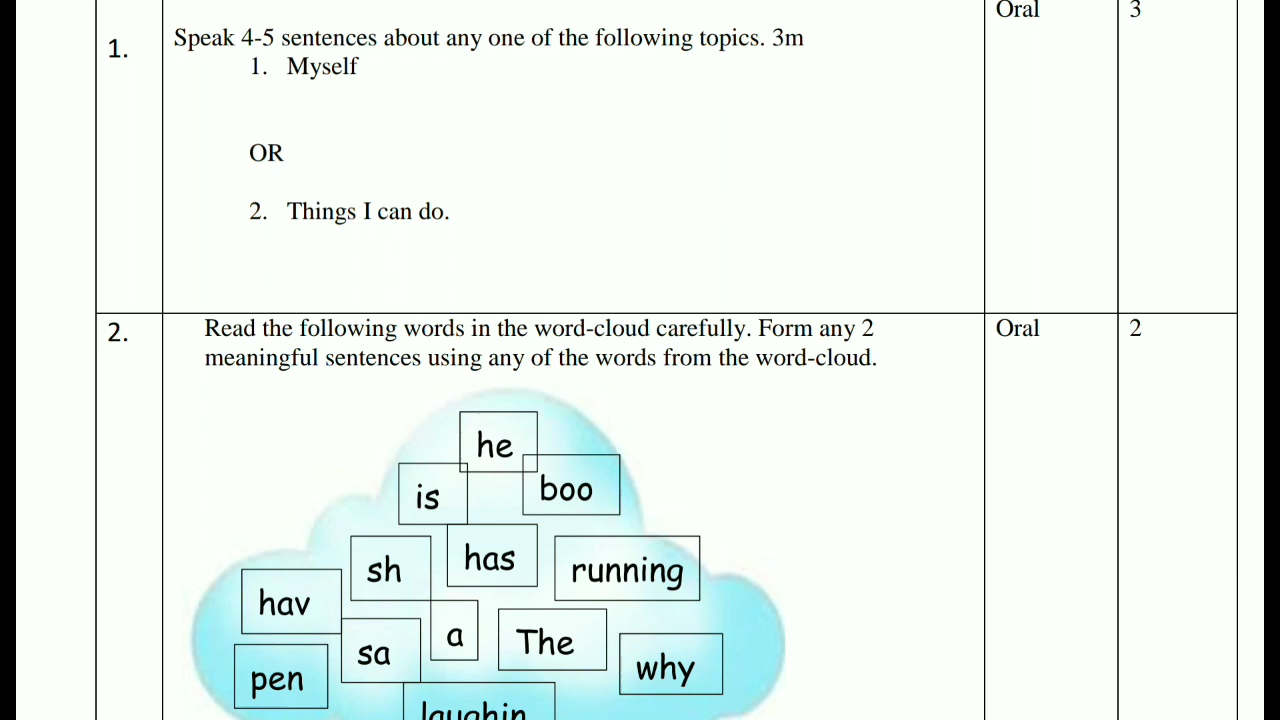 Oral 3
1. Speak 4-5 sentences about any one of the following topics. 3m
1. Myself
OR
2. Things I can do.
2. Read the following words in the word-cloud carefully. Form any 2 Oral 2
meaningful sentences using any of the words from the word-cloud.
he
is boo
sh has running
hav
sa a The why
pen
laughin